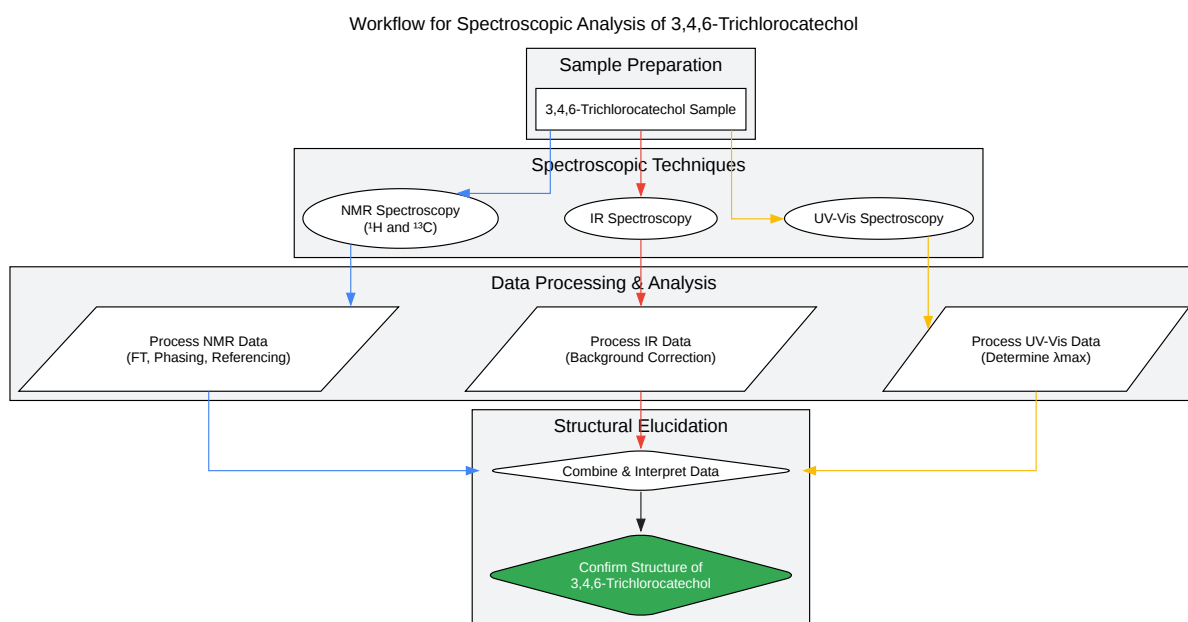 Workflow for Spectroscopic Analysis of 3,4,6-Trichlorocatechol
Sample Preparation
3,4,6-Trichlorocatechol Sample
Spectroscopic Techniques
NMR Spectroscopy
(¹H and ¹³C)
IR Spectroscopy
UV-Vis Spectroscopy
Data Processing & Analysis
Process NMR Data
(FT, Phasing, Referencing)
Process IR Data
(Background Correction)
Process UV-Vis Data
(Determine λmax)
Structural Elucidation
Combine & Interpret Data
Confirm Structure of
3,4,6-Trichlorocatechol